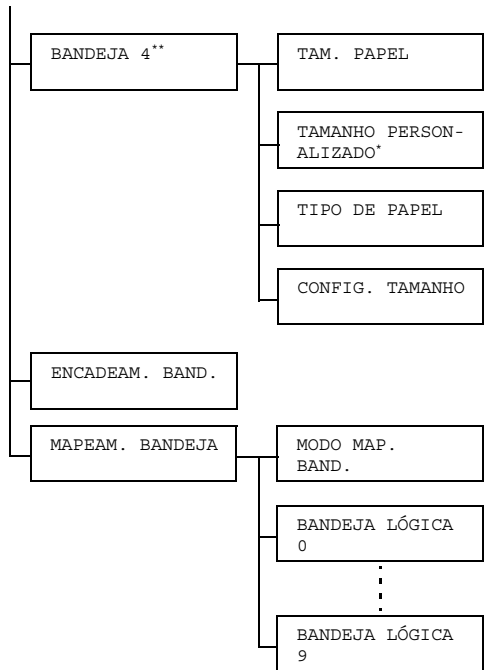 BANDEJA 4**
TAM. PAPEL
TAMANHO PERSON-
ALIZADO*
TIPO DE PAPEL
CONFIG. TAMANHO
ENCADEAM. BAND.
MAPEAM. BANDEJA
MODO MAP.
BAND.
BANDEJA LÓGICA
0
BANDEJA LÓGICA
9